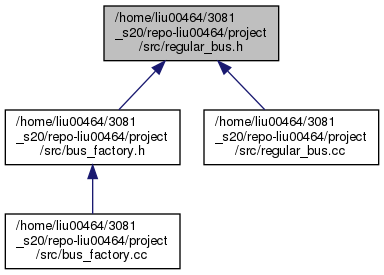 /home/liu00464/3081
_s20/repo-liu00464/project
/src/regular_bus.h
/home/liu00464/3081
_s20/repo-liu00464/project
/src/bus_factory.h
/home/liu00464/3081
_s20/repo-liu00464/project
/src/regular_bus.cc
/home/liu00464/3081
_s20/repo-liu00464/project
/src/bus_factory.cc